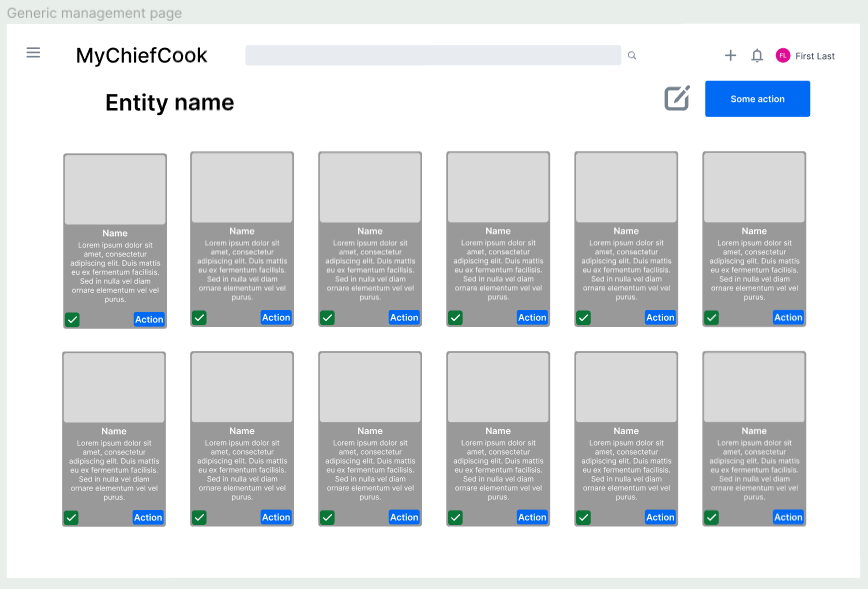 Generic management page
MyChiefCook
FL
First Last
Entity name
Some action
Name
Lorem ipsum dolor sit
amet, consectetur
adipiscing elit. Duis mattis
eu ex fermentum facilisis.
Sed in nulla vel diam
ornare elementum vel vel
purus.
Action
Name
Lorem ipsum dolor sit
amet, consectetur
adipiscing elit. Duis mattis
eu ex fermentum facilisis.
Sed in nulla vel diam
ornare elementum vel vel
purus.
Action
Name
Lorem ipsum dolor sit
amet, consectetur
adipiscing elit. Duis mattis
eu ex fermentum facilisis.
Sed in nulla vel diam
ornare elementum vel vel
purus.
Action
Name
Lorem ipsum dolor sit
amet, consectetur
adipiscing elit. Duis mattis
eu ex fermentum facilisis.
Sed in nulla vel diam
ornare elementum vel vel
purus.
Action
Name
Lorem ipsum dolor sit
amet, consectetur
adipiscing elit. Duis mattis
eu ex fermentum facilisis.
Sed in nulla vel diam
ornare elementum vel vel
purus.
Action
Name
Lorem ipsum dolor sit
amet, consectetur
adipiscing elit. Duis mattis
eu ex fermentum facilisis.
Sed in nulla vel diam
ornare elementum vel vel
purus.
Action
Name
Lorem ipsum dolor sit
amet, consectetur
adipiscing elit. Duis mattis
eu ex fermentum facilisis.
Sed in nulla vel diam
ornare elementum vel vel
purus.
Action
Name
Lorem ipsum dolor sit
amet, consectetur
adipiscing elit. Duis mattis
eu ex fermentum facilisis.
Sed in nulla vel diam
ornare elementum vel vel
purus.
Action
Name
Lorem ipsum dolor sit
amet, consectetur
adipiscing elit. Duis mattis
eu ex fermentum facilisis.
Sed in nulla vel diam
ornare elementum vel vel
purus.
Action
Name
Lorem ipsum dolor sit
amet, consectetur
adipiscing elit. Duis mattis
eu ex fermentum facilisis.
Sed in nulla vel diam
ornare elementum vel vel
purus.
Action
Name
Lorem ipsum dolor sit
amet, consectetur
adipiscing elit. Duis mattis
eu ex fermentum facilisis.
Sed in nulla vel diam
ornare elementum vel vel
purus.
Action
Name
Lorem ipsum dolor sit
amet, consectetur
adipiscing elit. Duis mattis
eu ex fermentum facilisis.
Sed in nulla vel diam
ornare elementum vel vel
purus.
Action